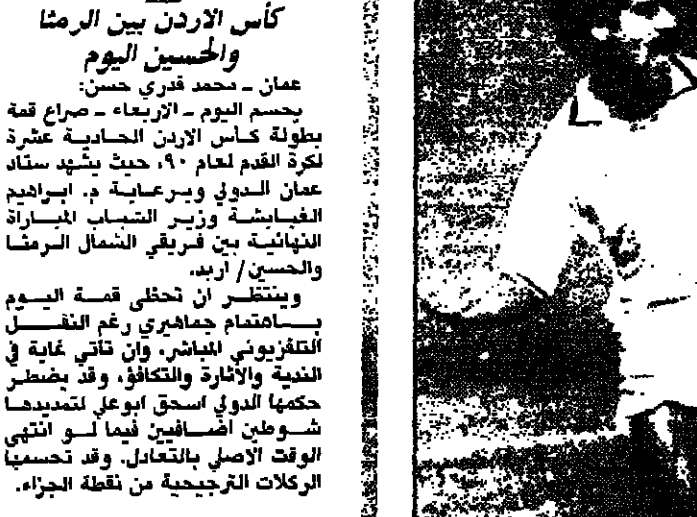 كأس الاردن بين الرمثا
والحسين اليوم
عمان - محمد قدري حسن:
يحسم اليوم - الاربعاء - صراع قمة
بطولة كأس الاردن الحادية عشرة
لكرة القدم لعام ٩٠، حيث يشهد ستاد
عمان الدولي وبرعاية م. ابراهيم
الغبابشة وزير الشباب المباراة
النهائية بين فريقي الشمال الرمثا
والحسين/ اربد.
وينتظر ان تحظى قمة اليوم
باهتمام جماهيري رغم النقل
التلفزيوني المباشر. وان تأتي غاية في
الندية والأثارة والتكافؤ، وقد يضطر
حكمها الدولي اسحق ابوعلي لتمديدها
شوطين اضافيين فيما لو انتهى
الوقت الاصلي بالتعادل. وقد تحسمها
الركلات الترجيحية من نقطة الجزاء.